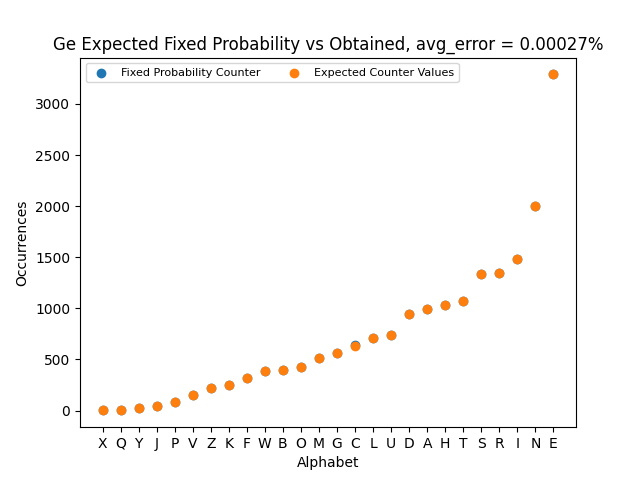 Ge Expected Fixed Probability vs Obtained, avg_error = 0.00027%
Fixed Probability Counter Expected Counter Values
3000
2500
2000
1500
1000
500
0
Occurrences
X Q Y J P V Z K F W B O M G C L U D A H T S R I N E
Alphabet